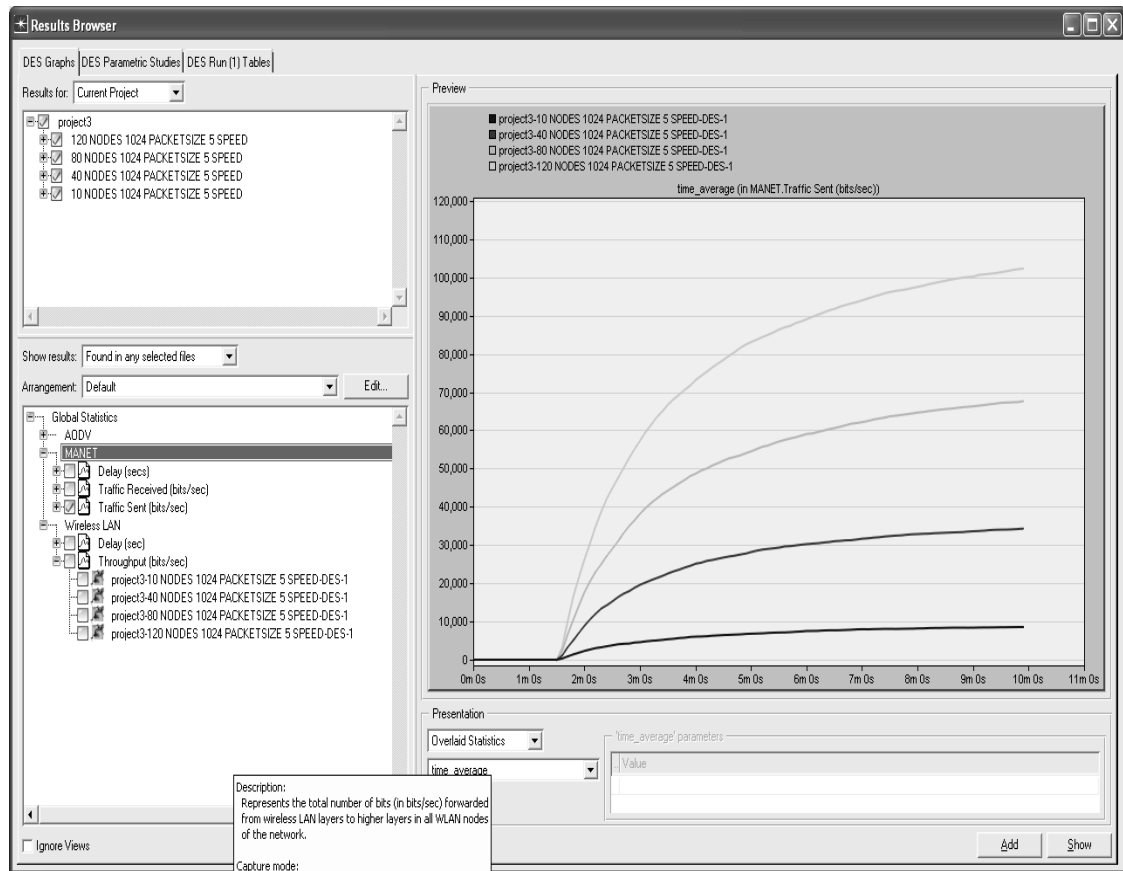 Results Browser
DES Graphs DES Parametric Studies DES Run (1) Tables
Results for: Current Project
project3
120 NODES 1024 PACKETSIZE 5 SPEED
80 NODES 1024 PACKETSIZE 5 SPEED
40 NODES 1024 PACKETSIZE 5 SPEED
10 NODES 1024 PACKETSIZE 5 SPEED
Show results: Found in any selected files
Arrangement: Default Edit...
Global Statistics
AODV
MANET
Delay (secs)
Traffic Received (bits/sec)
Traffic Sent (bits/sec)
Wireless LAN
Delay (sec)
Throughput (bits/sec)
project3-10 NODES 1024 PACKETSIZE 5 SPEED-DES-1
project3-40 NODES 1024 PACKETSIZE 5 SPEED-DES-1
project3-80 NODES 1024 PACKETSIZE 5 SPEED-DES-1
project3-120 NODES 1024 PACKETSIZE 5 SPEED-DES-1
Ignore Views
Preview
project3-10 NODES 1024 PACKETSIZE 5 SPEED-DES-1
project3-40 NODES 1024 PACKETSIZE 5 SPEED-DES-1
project3-80 NODES 1024 PACKETSIZE 5 SPEED-DES-1
project3-120 NODES 1024 PACKETSIZE 5 SPEED-DES-1
time_average (in MANET.Traffic Sent (bits/sec))
120,000
110,000
100,000
90,000
80,000
70,000
60,000
50,000
40,000
30,000
20,000
10,000
0
0m 0s 1m 0s 2m 0s 3m 0s 4m 0s 5m 0s 6m 0s 7m 0s 8m 0s 9m 0s 10m 0s 11m 0s
Presentation
Overlaid Statistics
time_average
'time_average' parameters
... Value
Description:
Represents the total number of bits (in bits/sec) forwarded
from wireless LAN layers to higher layers in all WLAN nodes
of the network.
Capture mode:
Add Show